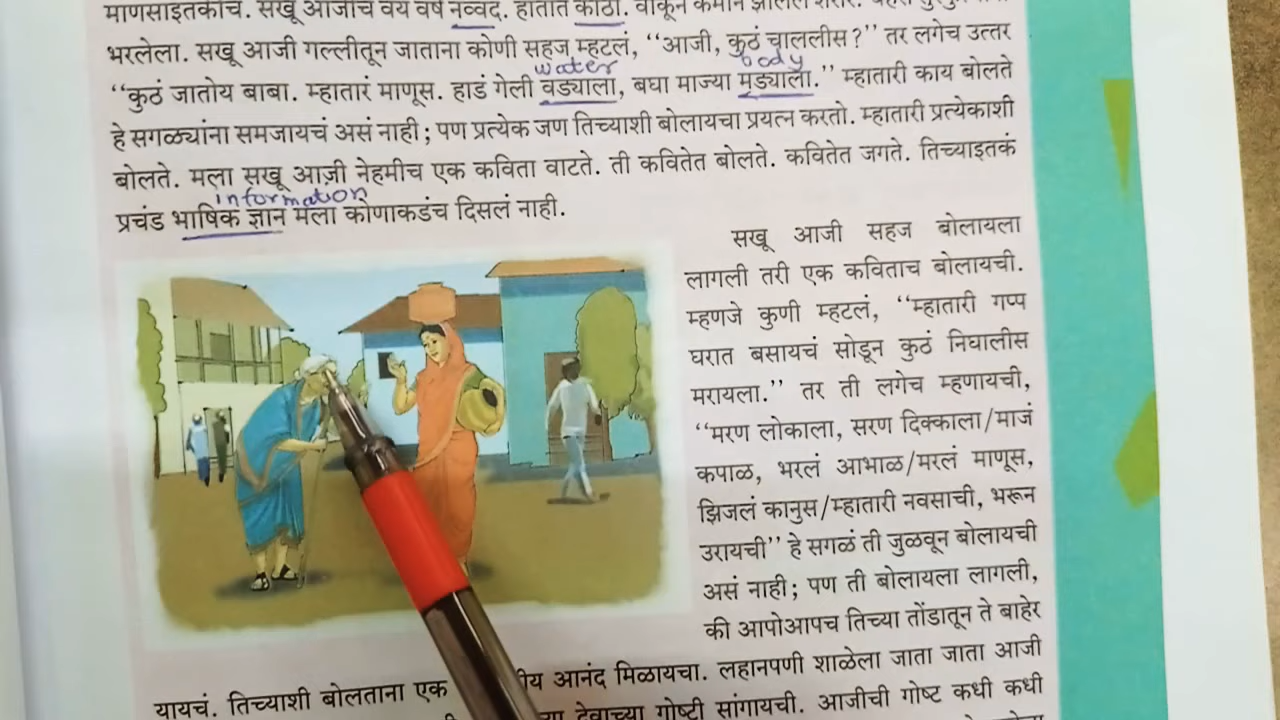 माणसाइतकीच. सखू आजीचं वय वर्षं नव्वद. हातात काठी. वाकून कमान झालेलं शरीर.
भरलेला. सखू आजी गल्लीतून जाताना कोणी सहज म्हटलं, “आजी, कुठं चाललीस?” तर लगेच उत्तर
water body
“कुठं जातोय बाबा. म्हातारं माणूस. हाडं गेली वड्याला, बघा माज्या मड्याला.” म्हातारी काय बोलते
हे सगळ्यांना समजायचं असं नाही; पण प्रत्येक जण तिच्याशी बोलायचा प्रयत्न करतो. म्हातारी प्रत्येकाशी
बोलते. मला सखू आजी नेहमीच एक कविता वाटते. ती कवितेत बोलते. कवितेत जगते. तिच्याइतकं
information
प्रचंड भाषिक ज्ञान मला कोणाकडंच दिसलं नाही.
सखू आजी सहज बोलायला
लागली तरी एक कविताच बोलायची.
म्हणजे कुणी म्हटलं, “म्हातारी गप्प
घरात बसायचं सोडून कुठं निघालीस
मरायला.” तर ती लगेच म्हणायची,
“मरण लोकाला, सरण दिक्काला/माजं
कपाळ, भरलं आभाळ/मरलं माणूस,
झिजलं कानुस/म्हातारी नवसाची, भरून
उरायची” हे सगळं ती जुळवून बोलायची
असं नाही; पण ती बोलायला लागली,
की आपोआपच तिच्या तोंडातून ते बाहेर
यायचं. तिच्याशी बोलताना एक आनंद मिळायचा. लहानपणी शाळेला जाता जाता आजी
देवाच्या गोष्टी सांगायची. आजीची गोष्ट कधी कधी